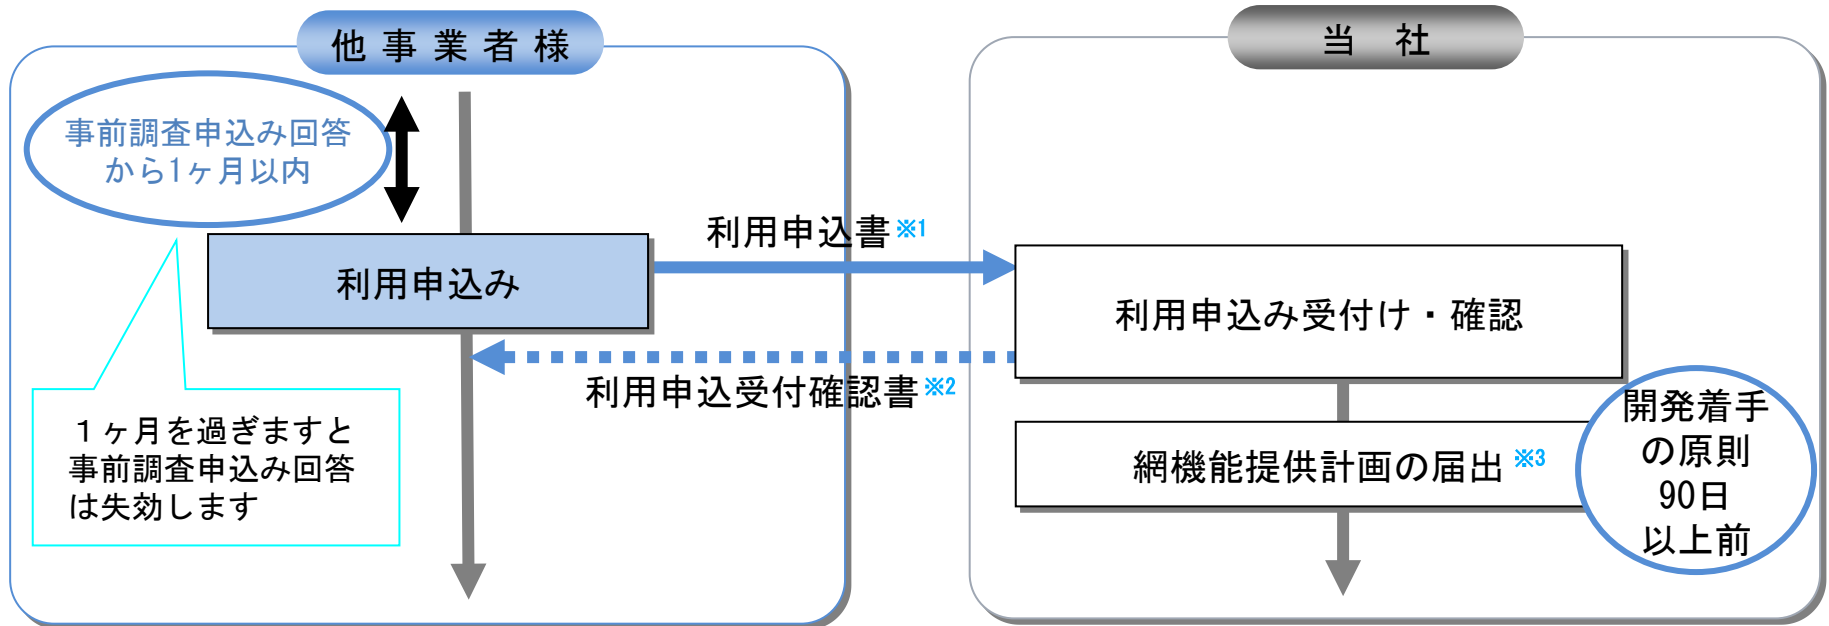 他事業者様
当 社
事前調査申込み回答
から1ヶ月以内
利用申込書※1
利用申込み
利用申込み受付け・確認
利用申込受付確認書※2
１ヶ月を過ぎますと
事前調査申込み回答
は失効します
網機能提供計画の届出※3
開発着手
の原則
90日
以上前